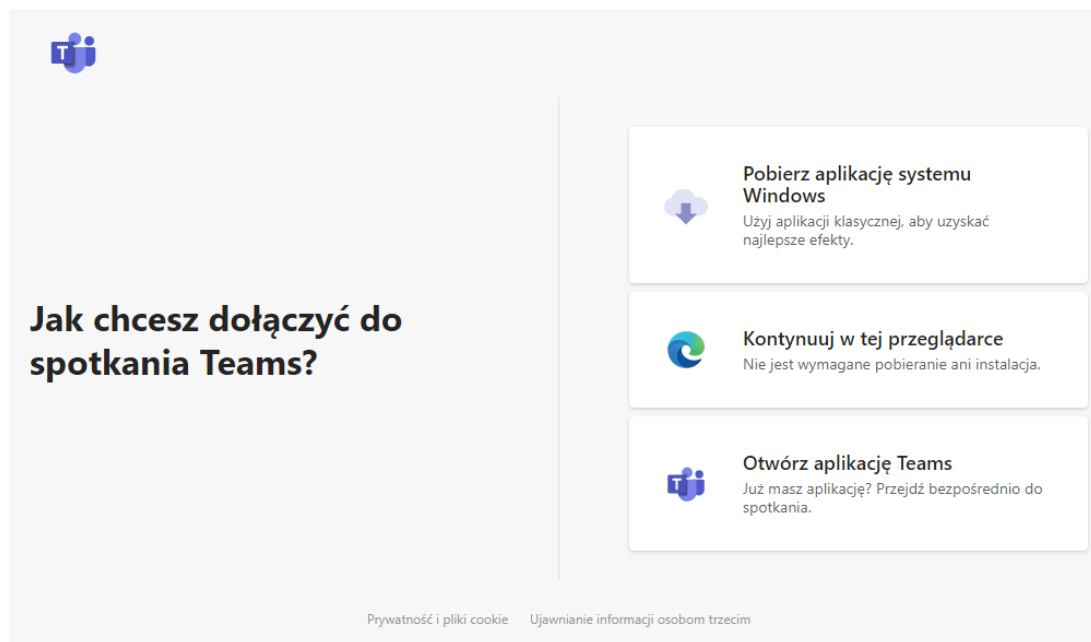 T
Jak chcesz dołączyć do
spotkania Teams?
Pobierz aplikację systemu
Windows
Użyj aplikacji klasycznej, aby uzyskać
najlepsze efekty.
Kontynuuj w tej przeglądarce
Nie jest wymagane pobieranie ani instalacja.
T
Otwórz aplikację Teams
Już masz aplikację? Przejdź bezpośrednio do
spotkania.
Prywatność i pliki cookie Ujawnianie informacji osobom trzecim